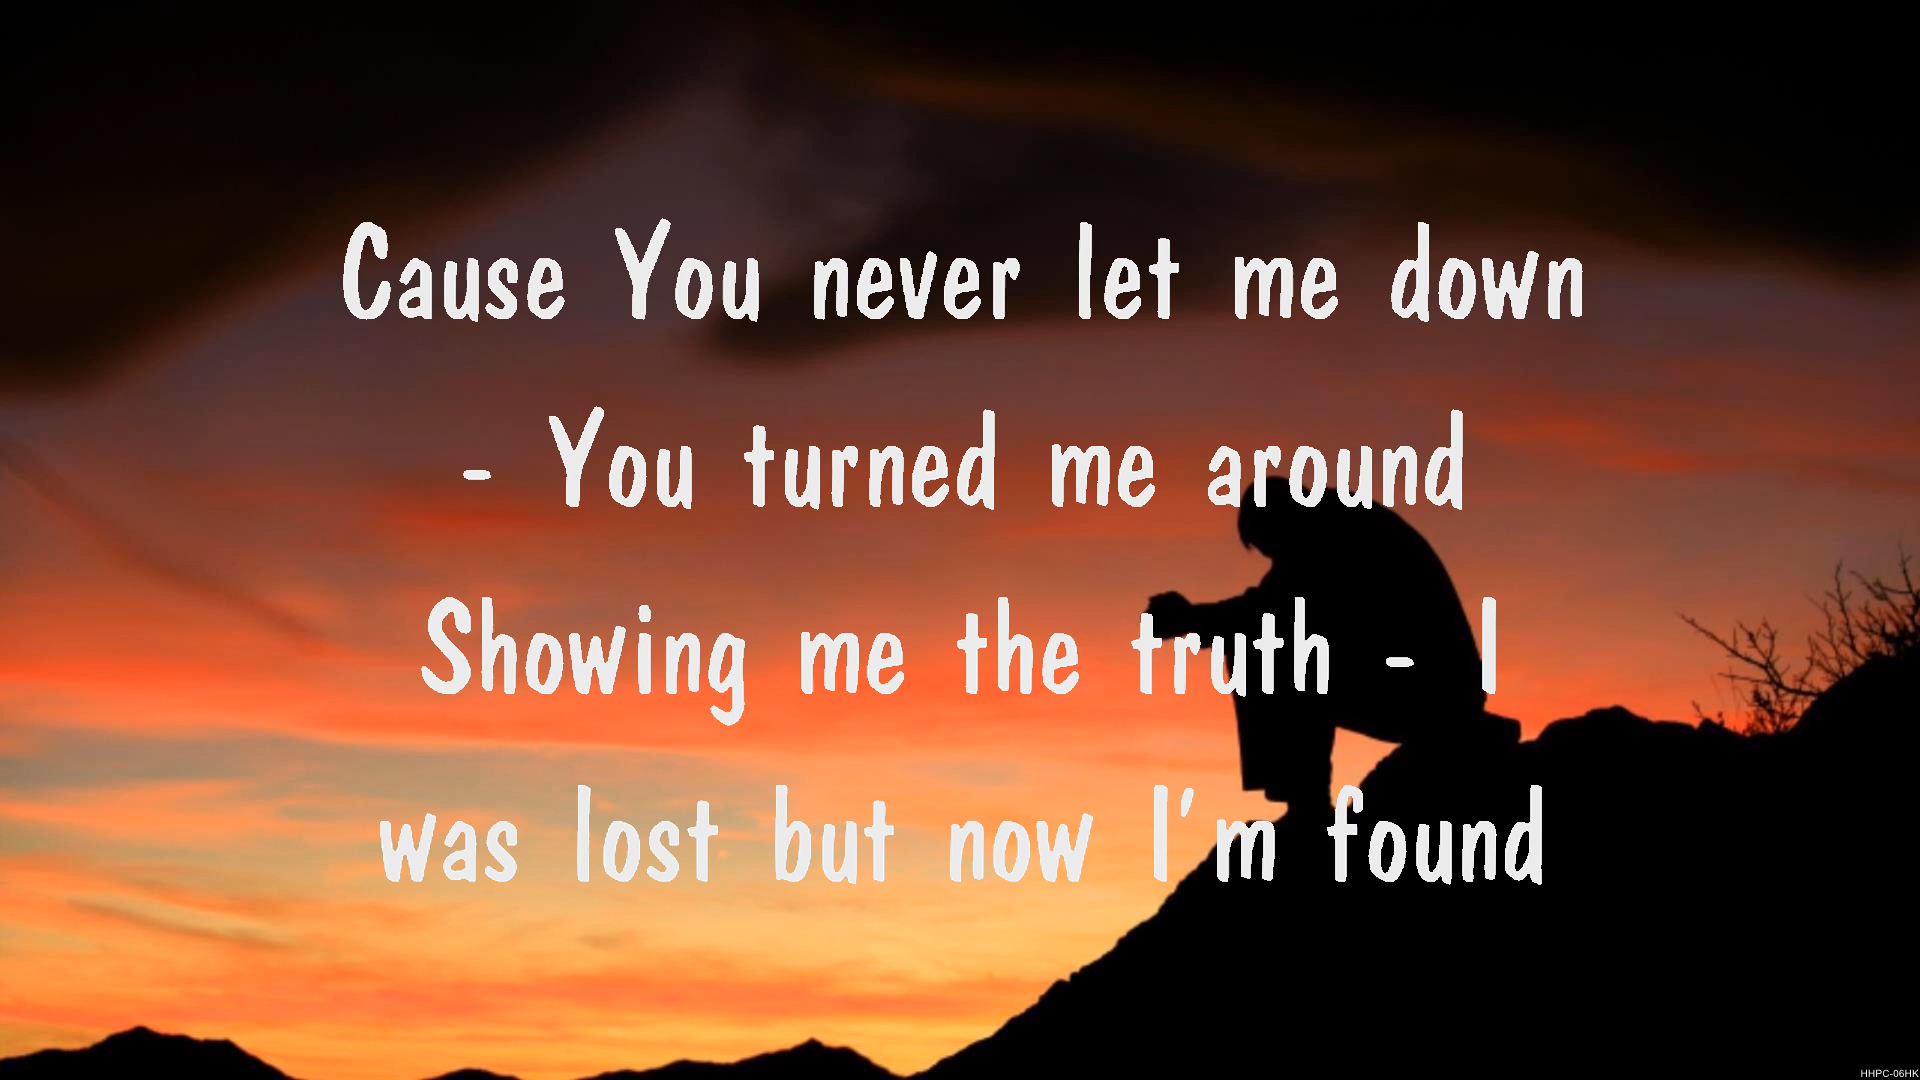 Cause You never let me down
- You turned me around
Showing me the truth - I
was lost but now I'm found
HHPC-06HK